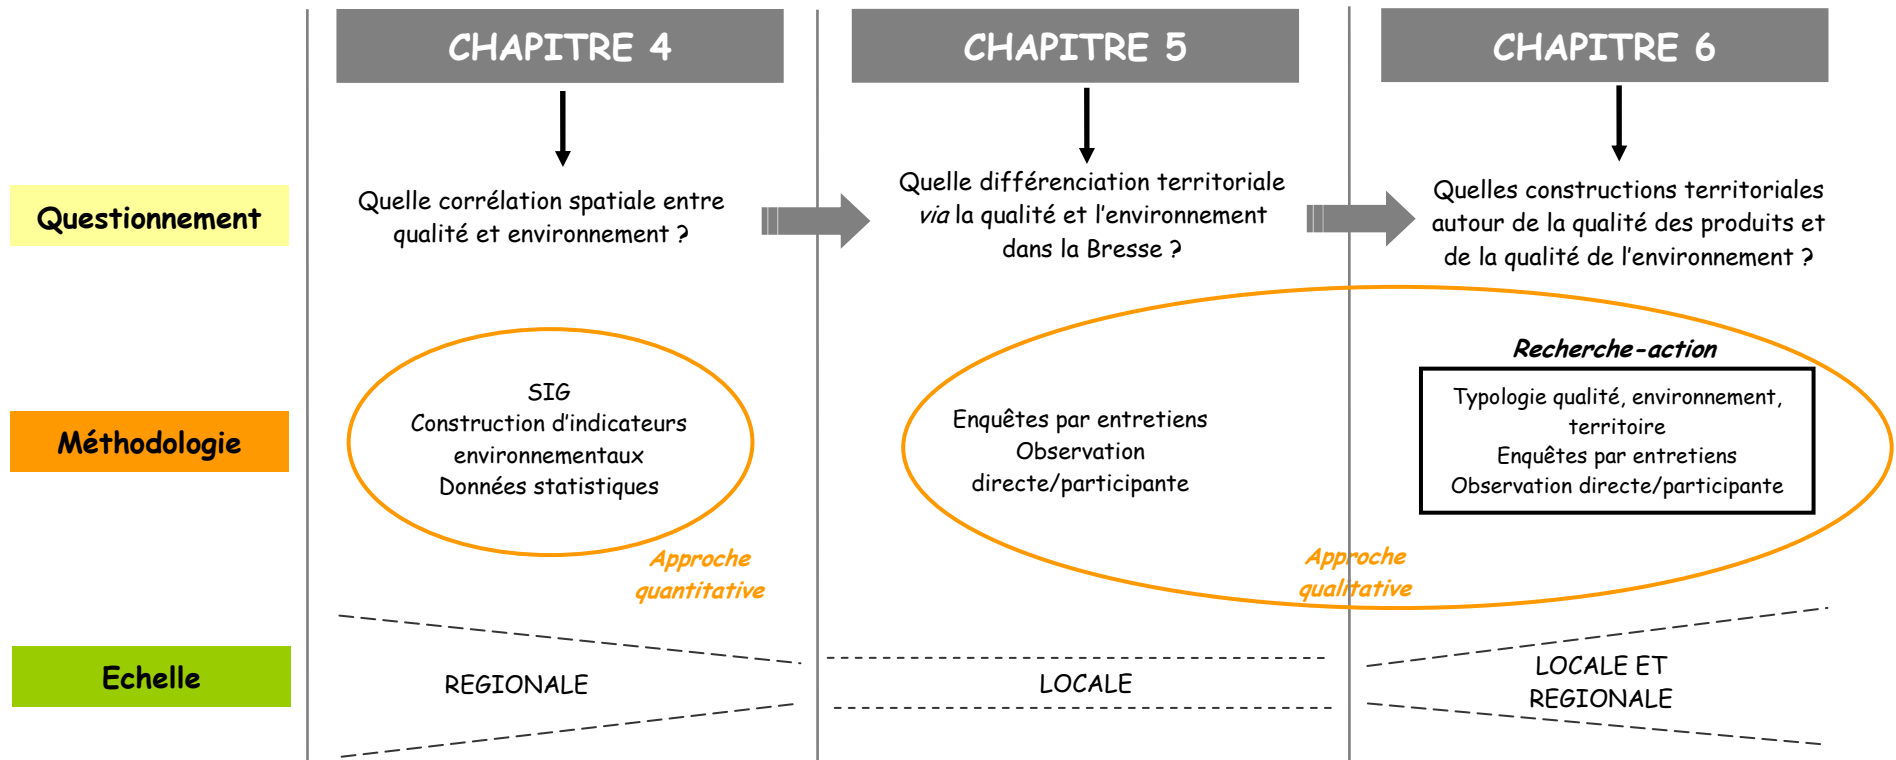 CHAPITRE 4
CHAPITRE 5
CHAPITRE 6
Questionnement
Quelle corrélation spatiale entre
qualité et environnement ?
Quelle différenciation territoriale
via la qualité et l'environnement
dans la Bresse ?
Quelles constructions territoriales
autour de la qualité des produits et
de la qualité de l'environnement ?
Méthodologie
SIG
Construction d'indicateurs
environnementaux
Données statistiques
Approche
quantitative
Enquêtes par entretiens
Observation
directe/participante
Recherche-action
Typologie qualité, environnement,
territoire
Enquêtes par entretiens
Observation directe/participante
Approche
qualitative
Echelle
REGIONALE
LOCALE
LOCALE ET
REGIONALE